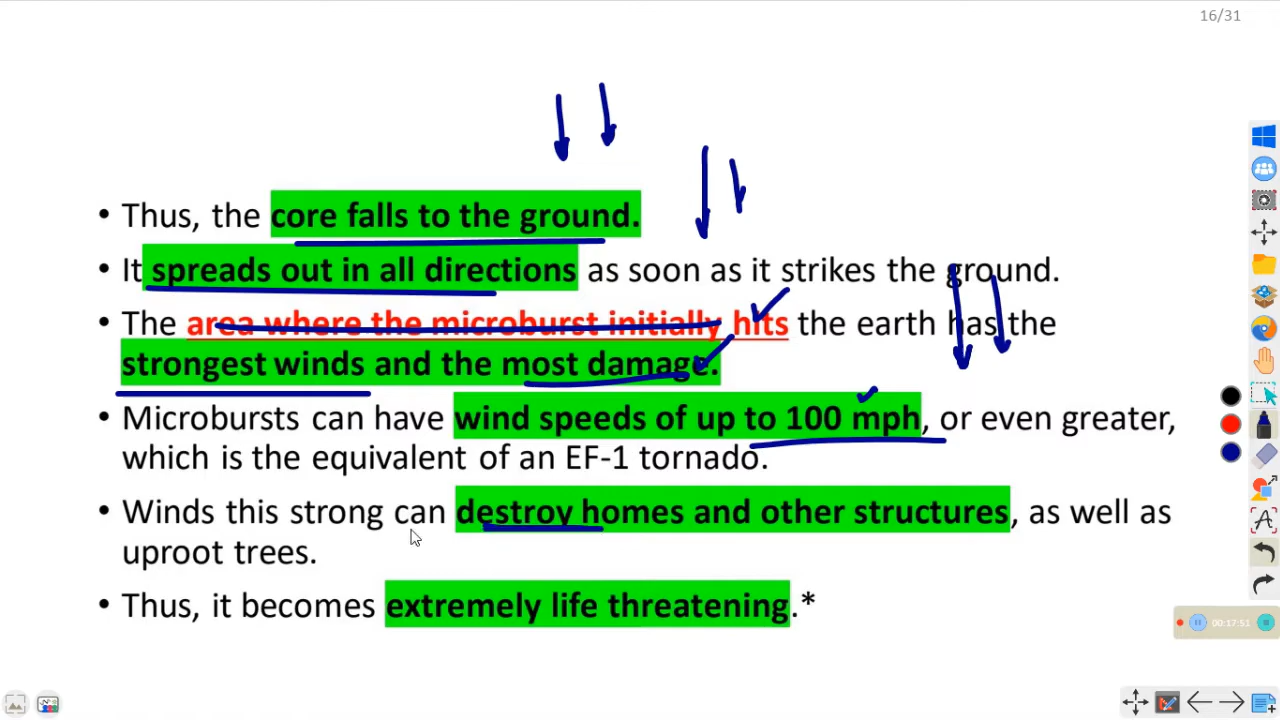 16/31
• Thus, the core falls to the ground.
• It spreads out in all directions as soon as it strikes the ground.
• The area where the microburst initially hits the earth has the
strongest winds and the most damage.
• Microbursts can have wind speeds of up to 100 mph, or even greater,
which is the equivalent of an EF-1 tornado.
• Winds this strong can destroy homes and other structures, as well as
uproot trees.
• Thus, it becomes extremely life threatening.*
00:17:51